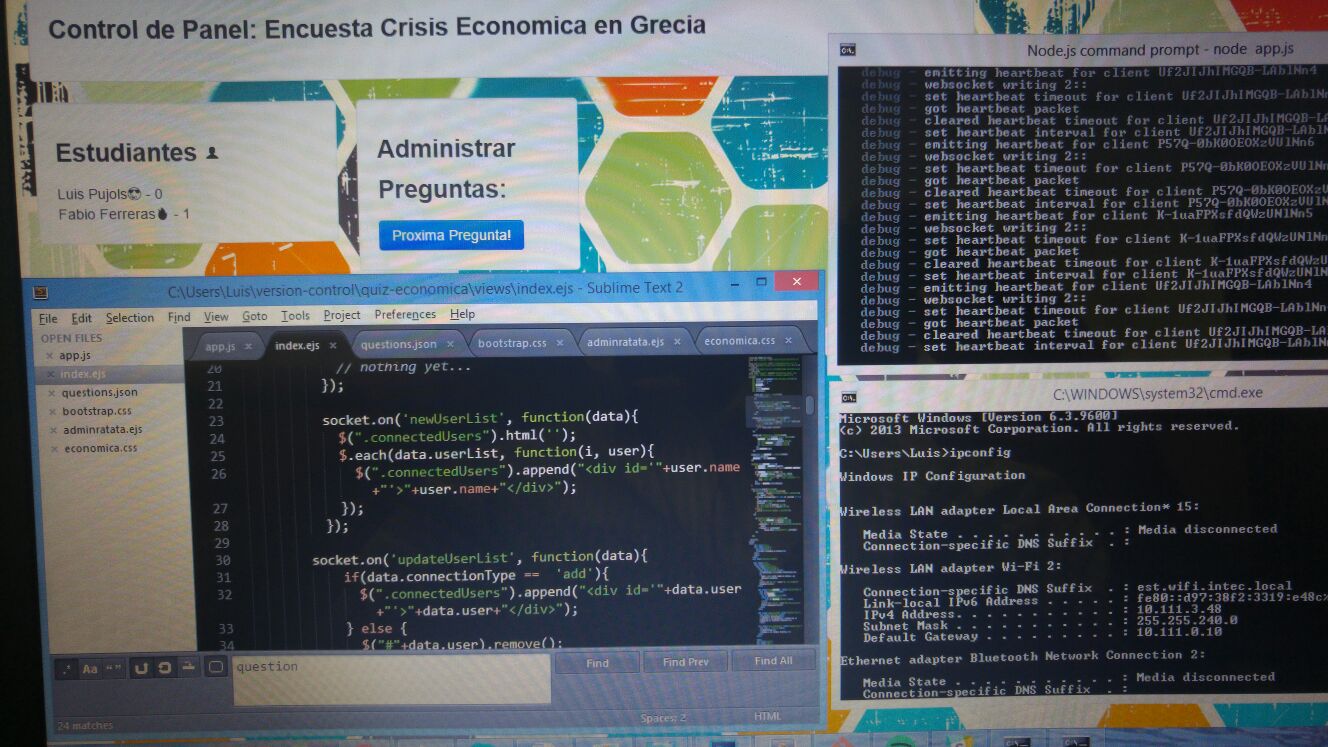 Control de Panel: Encuesta Crisis Economica en Grecia
Estudiantes
Luis Pujols - 0
Fabio Ferreras - 1
Administrar
Preguntas:
Proxima Pregunta!
C:\Users\Luis\version-control\quiz-economica\views\index.ejs - Sublime Text 2
File Edit Selection Find View Goto Tools Project Preferences Help
OPEN FILES
app.js
index.ejs
questions.json
bootstrap.css
adminratata.ejs
economica.css
app.js × index.ejs × questions.json × bootstrap.css × adminratata.ejs × economica.css ×
20 // nothing yet...
21 });
22
23 socket.on('newUserList', function(data){
24 $(".connectedUsers").html('');
25 $.each(data.userList, function(i, user){
26 $(".connectedUsers").append("<div id='"+user.name
+"'>"+user.name+"</div>");
27 });
28 });
29
30 socket.on('updateUserList', function(data){
31 if(data.connectionType == 'add'){
32 $(".connectedUsers").append("<div id='"+data.user
+"'>"+data.user+"</div>");
33 } else {
34 $("#"+data.user).remove();
.* Aa “”
question
Find Find Prev Find All
24 matches
Spaces: 2 HTML
Node.js command prompt - node app.js
debug - emitting heartbeat for client Uf2JIJhIMGQB-LAblNn4
debug - websocket writing 2::
debug - set heartbeat timeout for client Uf2JIJhIMGQB-LAblNn
debug - got heartbeat packet
debug - cleared heartbeat timeout for client Uf2JIJhIMGQB-LA
debug - set heartbeat interval for client Uf2JIJhIMGQB-LAblN
debug - emitting heartbeat for client P57Q-0bK0OEOXzVUlNn6
debug - websocket writing 2::
debug - set heartbeat timeout for client P57Q-0bK0OEOXzVUlNn
debug - got heartbeat packet
debug - cleared heartbeat timeout for client P57Q-0bK0OEOXzV
debug - set heartbeat interval for client P57Q-0bK0OEOXzVUlN
debug - emitting heartbeat for client K-1uaFPXsfdQWzUNlNn5
debug - websocket writing 2::
debug - set heartbeat timeout for client K-1uaFPXsfdQWzUNlNn
debug - got heartbeat packet
debug - cleared heartbeat timeout for client K-1uaFPXsfdQWzU
debug - set heartbeat interval for client K-1uaFPXsfdQWzUNlN
debug - emitting heartbeat for client Uf2JIJhIMGQB-LAblNn4
debug - websocket writing 2::
debug - set heartbeat timeout for client Uf2JIJhIMGQB-LAblNn
debug - got heartbeat packet
debug - cleared heartbeat timeout for client Uf2JIJhIMGQB-LA
debug - set heartbeat interval for client Uf2JIJhIMGQB-LAblN
C:\WINDOWS\system32\cmd.exe
Microsoft Windows [Version 6.3.9600]
(c) 2013 Microsoft Corporation. All rights reserved.
C:\Users\Luis>ipconfig
Windows IP Configuration
Wireless LAN adapter Local Area Connection* 15:
Media State . . . . . . . . . . . : Media disconnected
Connection-specific DNS Suffix . :
Wireless LAN adapter Wi-Fi 2:
Connection-specific DNS Suffix . : est.wifi.intec.local
Link-local IPv6 Address . . . . . : fe80::d97:38f2:3319:e48c%
IPv4 Address. . . . . . . . . . . : 10.111.3.48
Subnet Mask . . . . . . . . . . . : 255.255.240.0
Default Gateway . . . . . . . . . : 10.111.0.10
Ethernet adapter Bluetooth Network Connection 2:
Media State . . . . . . . . . . . : Media disconnected
Connection-specific DNS Suffix . :